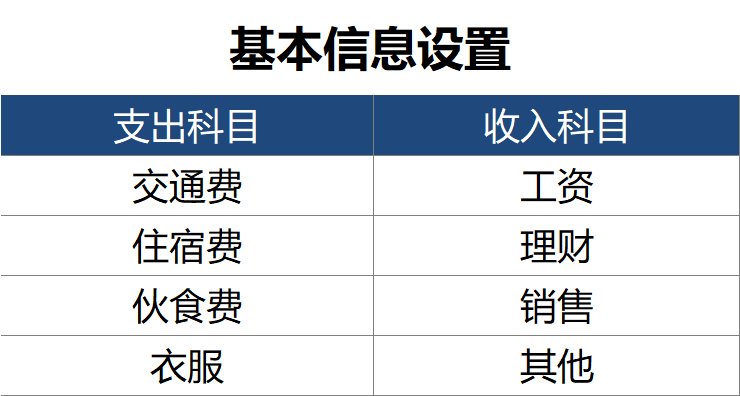 基本信息设置
支出科目 收入科目
交通费 工资
住宿费 理财
伙食费 销售
衣服 其他